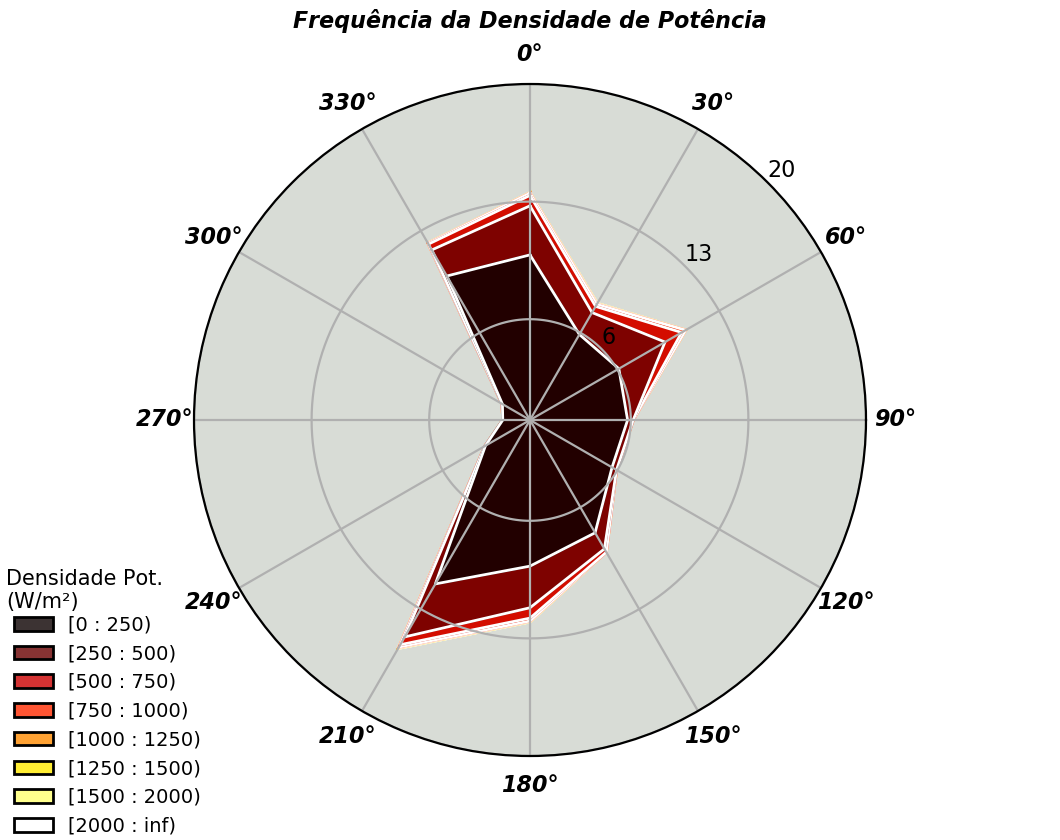 Frequência da Densidade de Potência
0°
330°
30°
20
300°
60°
13
6
270°
90°
240°
120°
210°
150°
180°
Densidade Pot.
(W/m²)
[0 : 250)
[250 : 500)
[500 : 750)
[750 : 1000)
[1000 : 1250)
[1250 : 1500)
[1500 : 2000)
[2000 : inf)